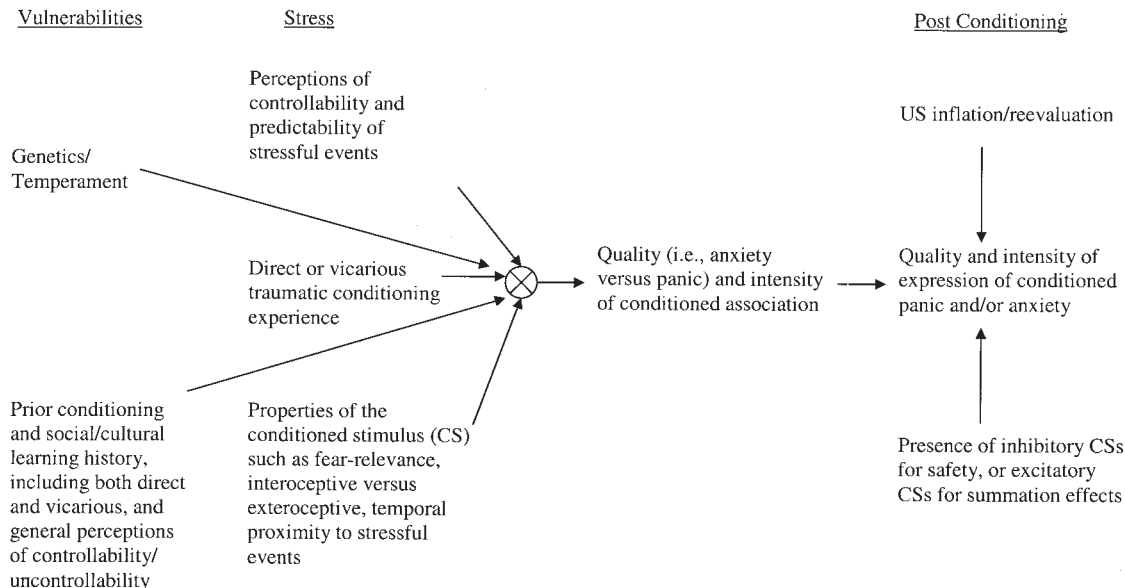 Vulnerabilities
Stress
Post Conditioning
Perceptions of
controllability and
predictability of
stressful events
US inflation/reevaluation
Genetics/
Temperament
Direct or vicarious
traumatic conditioning
experience
Quality (i.e., anxiety
versus panic) and intensity
of conditioned association
Quality and intensity of
expression of conditioned
panic and/or anxiety
Prior conditioning
and social/cultural
learning history,
including both direct
and vicarious, and
general perceptions
of controllability/
uncontrollability
Properties of the
conditioned stimulus (CS)
such as fear-relevance,
interoceptive versus
exteroceptive, temporal
proximity to stressful
events
Presence of inhibitory CSs
for safety, or excitatory
CSs for summation effects